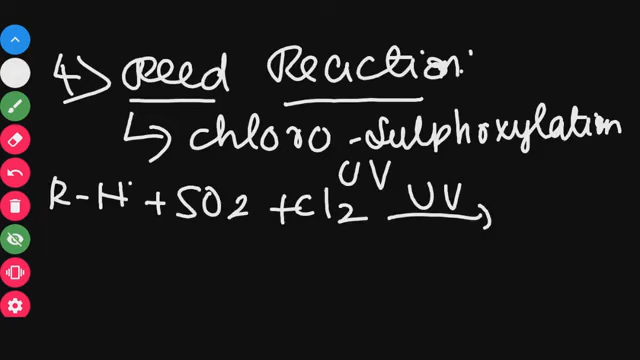 4> Reed Reaction:
↳ Chloro-Sulphoxylation
UV
R-H + SO2 + Cl2 UV →